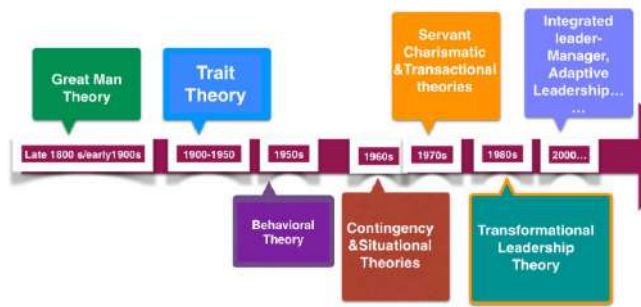 Great Man
Theory
Trait
Theory
Servant
Charismatic
&Transactional
theories
Integrated
leader-
Manager,
Adaptive
Leadership...
...
Late 1800 s/early1900s
1900-1950
1950s
1960s
1970s
1980s
2000...
Behavioral
Theory
Contingency
&Situational
Theories
Transformational
Leadership
Theory